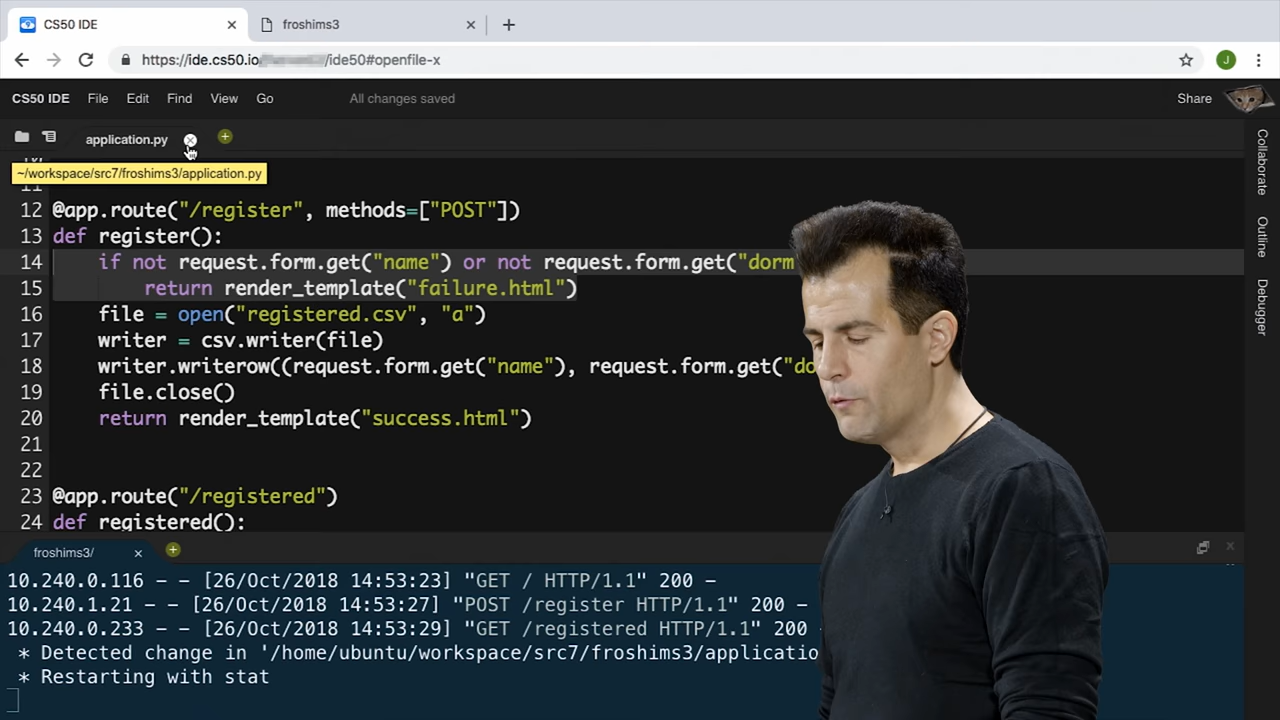 CS50 IDE
froshims3
https://ide.cs50.io /ide50#openfile-x
J
CS50 IDE File Edit Find View Go All changes saved Share
application.py
~/workspace/src7/froshims3/application.py
11
12 @app.route("/register", methods=["POST"])
13 def register():
14 if not request.form.get("name") or not request.form.get("dorm
15 return render_template("failure.html")
16 file = open("registered.csv", "a")
17 writer = csv.writer(file)
18 writer.writerow((request.form.get("name"), request.form.get("do
19 file.close()
20 return render_template("success.html")
21
22
23 @app.route("/registered")
24 def registered():
Collaborate
Outline
Debugger
froshims3/
10.240.0.116 - - [26/Oct/2018 14:53:23] "GET / HTTP/1.1" 200 -
10.240.1.21 - - [26/Oct/2018 14:53:27] "POST /register HTTP/1.1" 200 -
10.240.0.233 - - [26/Oct/2018 14:53:29] "GET /registered HTTP/1.1" 200
* Detected change in '/home/ubuntu/workspace/src7/froshims3/applicatio
* Restarting with stat